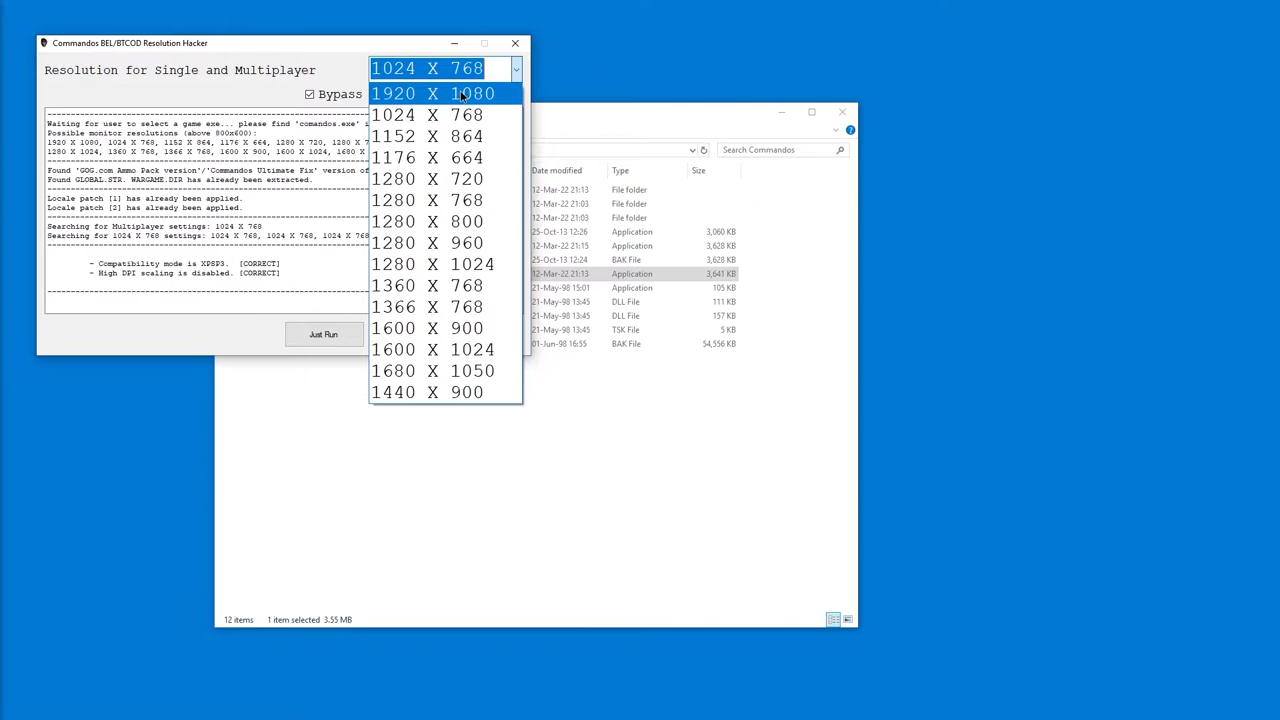 Commandos BEL/BTCOD Resolution Hacker
Resolution for Single and Multiplayer
1024 X 768
Bypass
1920 X 1080
1024 X 768
1152 X 864
1176 X 664
1280 X 720
1280 X 768
1280 X 800
1280 X 960
1280 X 1024
1360 X 768
1366 X 768
1600 X 900
1600 X 1024
1680 X 1050
1440 X 900
Waiting for user to select a game exe... please find 'comandos.exe' i
Possible monitor resolutions (above 800x600):
1920 X 1080, 1024 X 768, 1152 X 864, 1176 X 664, 1280 X 720, 1280 X 7
1280 X 1024, 1360 X 768, 1366 X 768, 1600 X 900, 1600 X 1024, 1680 X
Found 'GOG.com Ammo Pack version'/'Commandos Ultimate Fix' version of
Found GLOBAL.STR. WARGAME.DIR has already been extracted.
Locale patch [1] has already been applied.
Locale patch [2] has already been applied.
Searching for Multiplayer settings: 1024 X 768
Searching for 1024 X 768 settings: 1024 X 768, 1024 X 768, 1024 X 768
- Compatibility mode is XPSP3. [CORRECT]
- High DPI scaling is disabled. [CORRECT]
Just Run
Search Commandos
Date modified Type Size
12-Mar-22 21:13 File folder
12-Mar-22 21:03 File folder
12-Mar-22 21:03 File folder
25-Oct-13 12:26 Application 3,060 KB
12-Mar-22 21:15 Application 3,628 KB
25-Oct-13 12:24 BAK File 3,628 KB
12-Mar-22 21:13 Application 3,641 KB
21-May-98 15:01 Application 105 KB
21-May-98 13:45 DLL File 111 KB
21-May-98 13:45 DLL File 157 KB
21-May-98 13:45 TSK File 5 KB
01-Jun-98 16:55 BAK File 54,556 KB
12 items 1 item selected 3.55 MB